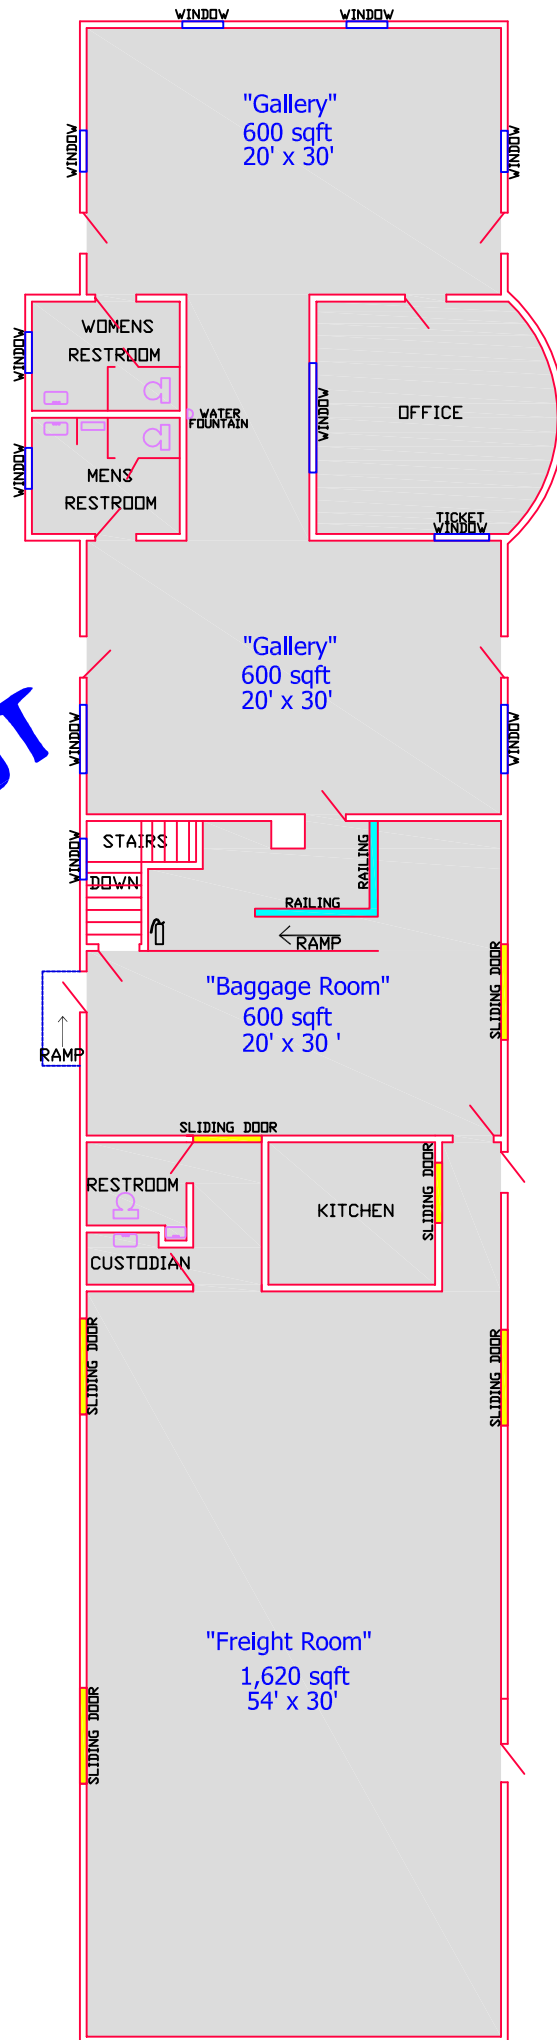 WINDOW
WINDOW
"Gallery"
600 sqft
20' x 30'
WINDOW
WINDOW
WOMENS
RESTROOM
WINDOW
WATER
FOUNTAIN
WINDOW
OFFICE
MENS
RESTROOM
WINDOW
TICKET
WINDOW
"Gallery"
600 sqft
20' x 30'
WINDOW
WINDOW
STAIRS
WINDOW
DOWN
RAILING
RAILING
RAMP
"Baggage Room"
600 sqft
20' x 30 '
SLIDING DOOR
RAMP
SLIDING DOOR
RESTROOM
KITCHEN
SLIDING DOOR
CUSTODIAN
SLIDING DOOR
SLIDING DOOR
"Freight Room"
1,620 sqft
54' x 30'
SLIDING DOOR